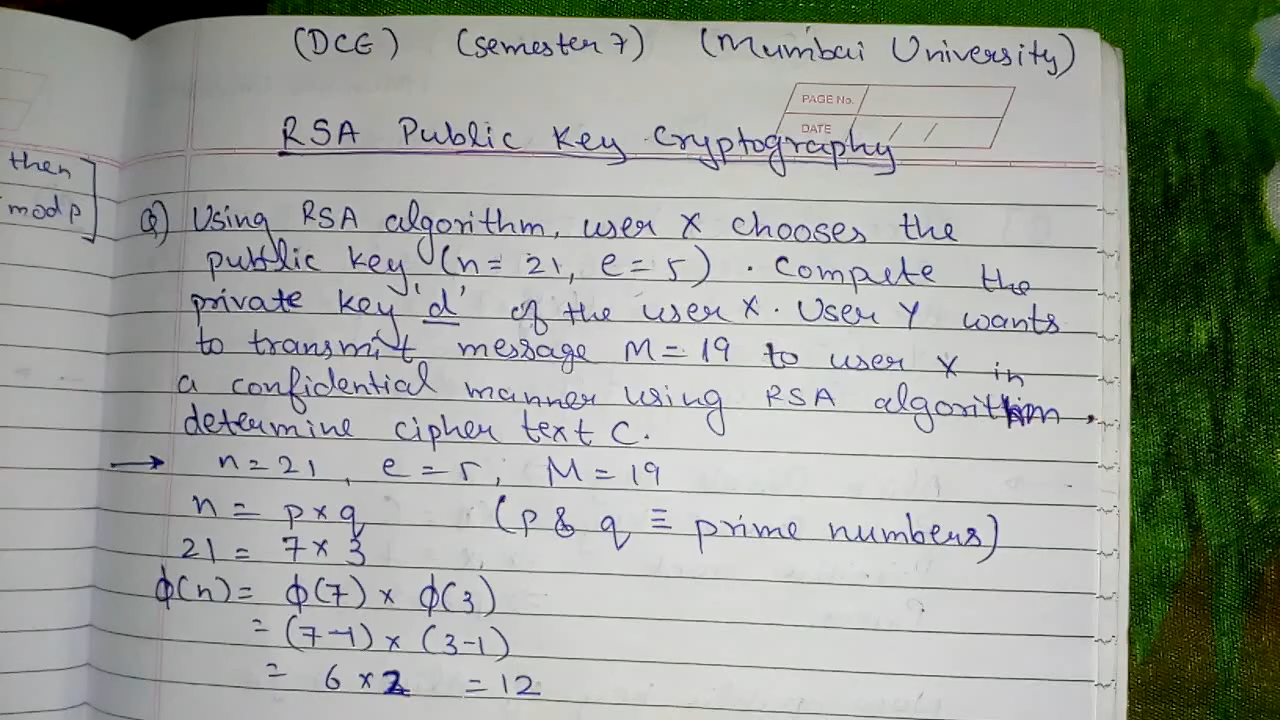 (DCE) (semester 7) (Mumbai University)
PAGE No.
DATE / /
RSA Public Key Cryptography
then
mod p
Q) Using RSA algorithm, user X chooses the
public key (n = 21, e = 5). Compute the
private key 'd' of the user X. User Y wants
to transmit message M = 19 to user X in
a confidential manner using RSA algorithm.
determine cipher text C.
→ n = 21, e = 5, M = 19
n = p × q (p & q ≡ prime numbers)
21 = 7 × 3
ϕ(n) = ϕ(7) × ϕ(3)
= (7-1) × (3-1)
= 6 × 2 = 12